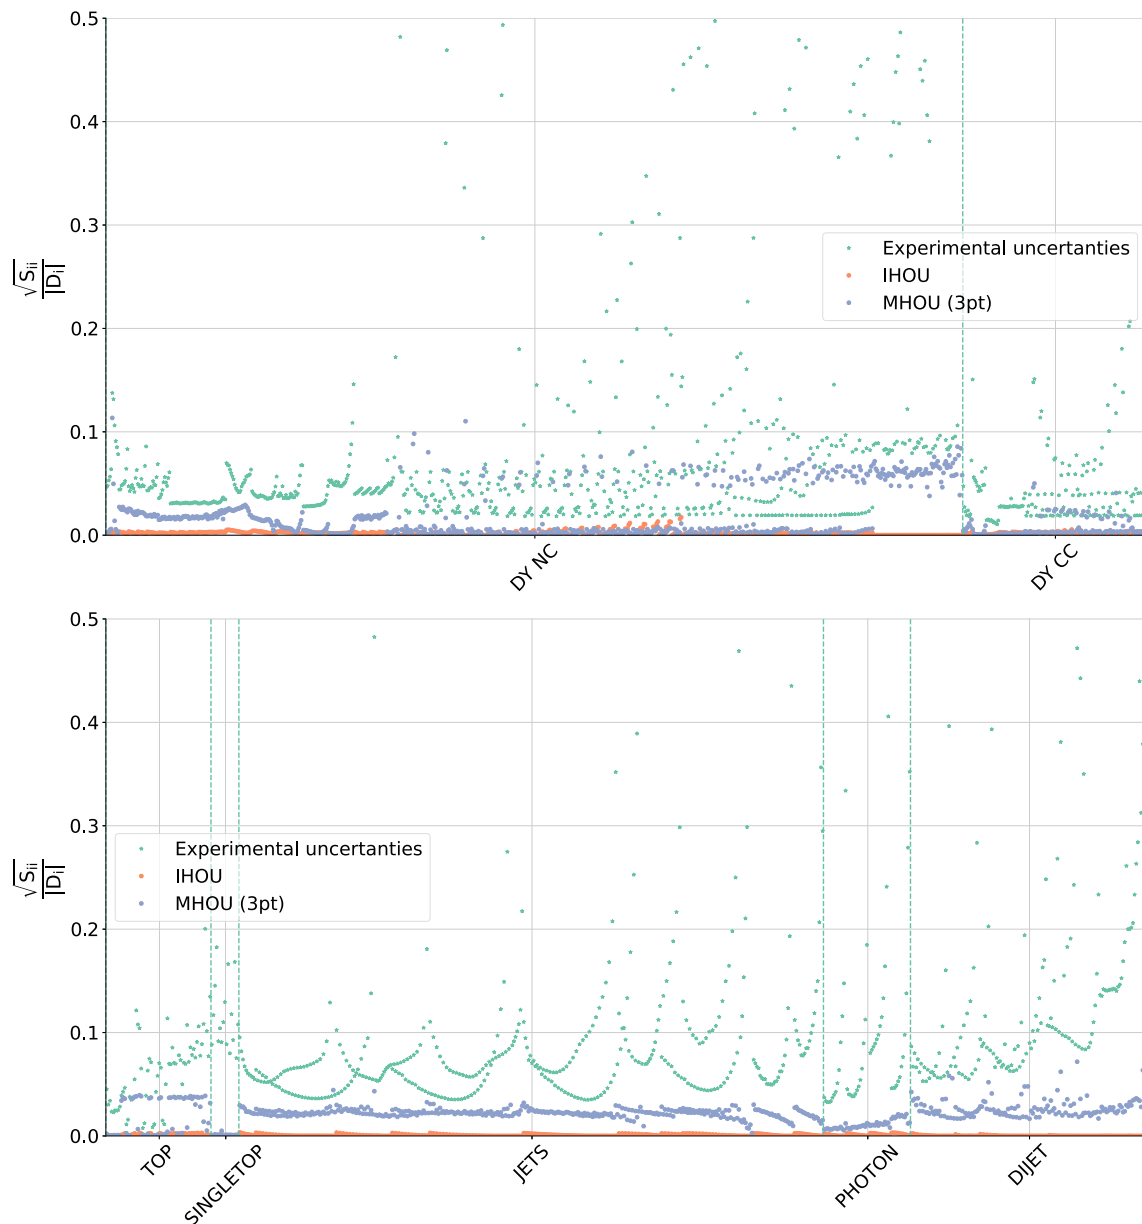 0.5
0.4
0.3
0.2
0.1
0.0
√S_ii
|D_i|
Experimental uncertanties
IHOU
MHOU (3pt)
DY NC
DY CC
0.5
0.4
0.3
0.2
0.1
0.0
√S_ii
|D_i|
Experimental uncertanties
IHOU
MHOU (3pt)
TOP
SINGLETOP
JETS
PHOTON
DIJET